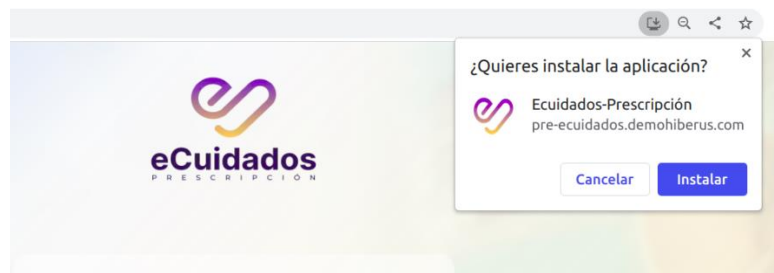 ¿Quieres instalar la aplicación?
Ecuidados-Prescripción
pre-ecuidados.demohiberus.com
Cancelar
Instalar
eCuidados
PRESCRIPCIÓN